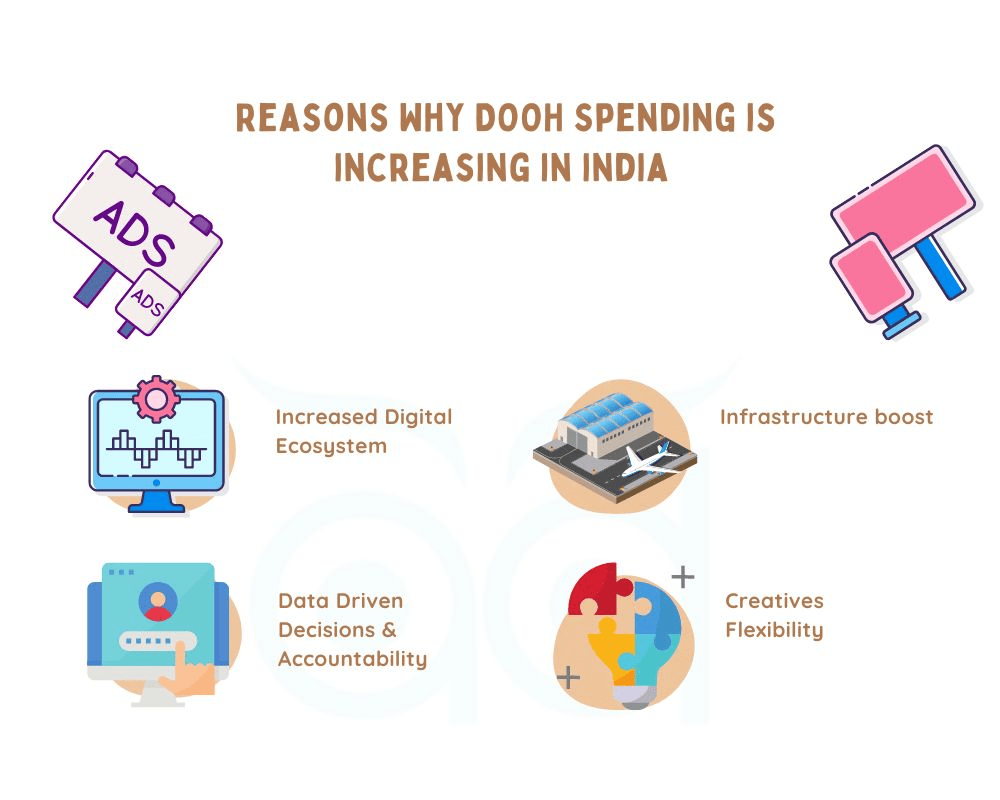 REASONS WHY DOOH SPENDING IS
INCREASING IN INDIA
ADS
ADS
Increased Digital
Ecosystem
Infrastructure boost
Data Driven
Decisions &
Accountability
Creatives
Flexibility